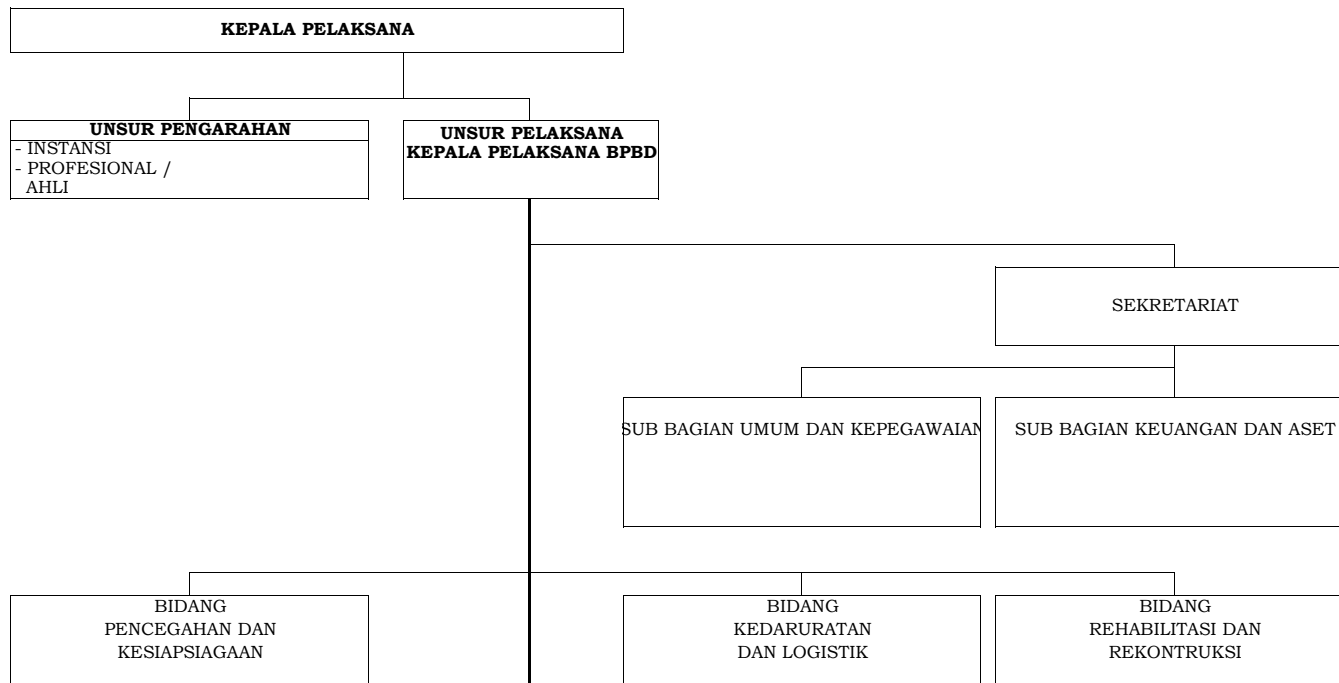 KEPALA PELAKSANA
UNSUR PENGARAHAN
- INSTANSI
- PROFESIONAL /
AHLI
UNSUR PELAKSANA
KEPALA PELAKSANA BPBD
SEKRETARIAT
SUB BAGIAN UMUM DAN KEPEGAWAIAN
SUB BAGIAN KEUANGAN DAN ASET
BIDANG
PENCEGAHAN DAN
KESIAPSIAGAAN
BIDANG
KEDARURATAN
DAN LOGISTIK
BIDANG
REHABILITASI DAN
REKONTRUKSI